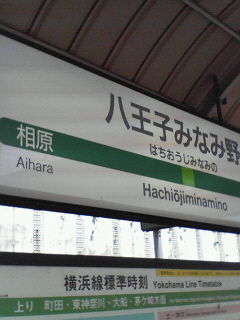 八王子みなみ野
はちおうじみなみの
相原
Aihara
Hachiōjiminamino
横浜線標準時刻
Yokohama Line Timetable
上り 町田・東神奈川・大船・茅ケ崎方面